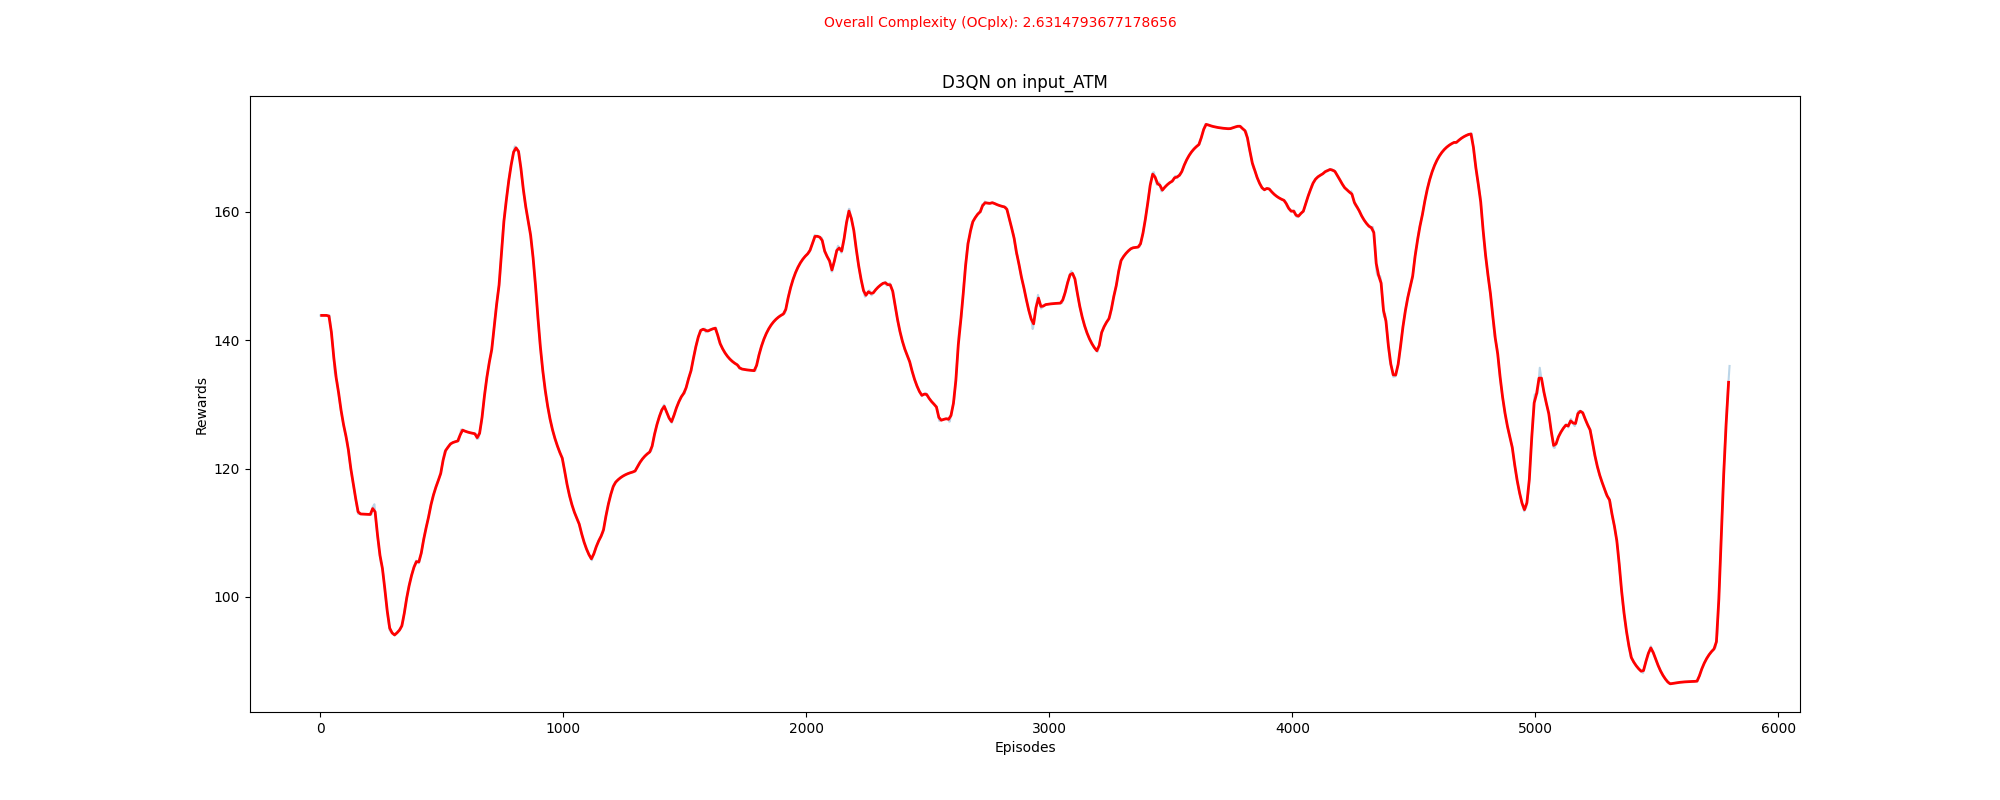 Overall Complexity (OCplx): 2.6314793677178656
D3QN on input_ATM
160
140
120
100
Rewards
0 1000 2000 3000 4000 5000 6000
Episodes